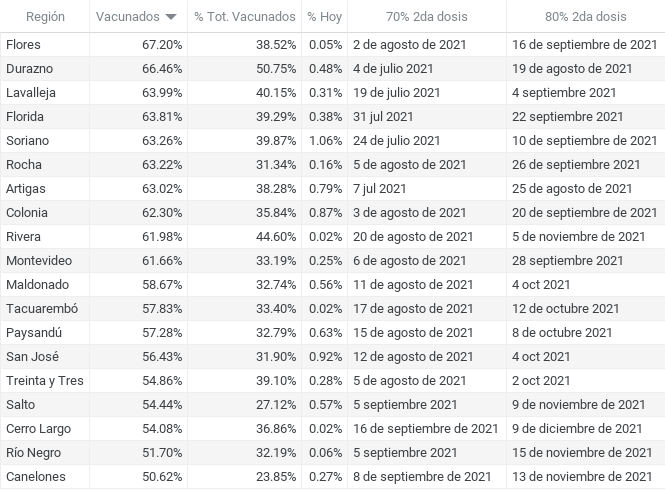 Región Vacunados % Tot. Vacunados % Hoy 70% 2da dosis 80% 2da dosis
Flores 67.20% 38.52% 0.05% 2 de agosto de 2021 16 de septiembre de 2021
Durazno 66.46% 50.75% 0.48% 4 de julio 2021 19 de agosto de 2021
Lavalleja 63.99% 40.15% 0.31% 19 de julio 2021 4 septiembre 2021
Florida 63.81% 39.29% 0.38% 31 jul 2021 22 septiembre 2021
Soriano 63.26% 39.87% 1.06% 24 de julio 2021 10 de septiembre de 2021
Rocha 63.22% 31.34% 0.16% 5 de agosto de 2021 26 de septiembre 2021
Artigas 63.02% 38.28% 0.79% 7 jul 2021 25 de agosto de 2021
Colonia 62.30% 35.84% 0.87% 3 de agosto de 2021 20 de septiembre de 2021
Rivera 61.98% 44.60% 0.02% 20 de agosto de 2021 5 de noviembre de 2021
Montevideo 61.66% 33.19% 0.25% 6 de agosto de 2021 28 septiembre 2021
Maldonado 58.67% 32.74% 0.56% 11 de agosto de 2021 4 oct 2021
Tacuarembó 57.83% 33.40% 0.02% 17 de agosto de 2021 12 de octubre 2021
Paysandú 57.28% 32.79% 0.63% 15 de agosto de 2021 8 de octubre 2021
San José 56.43% 31.90% 0.92% 12 de agosto de 2021 4 oct 2021
Treinta y Tres 54.86% 39.10% 0.28% 5 de agosto de 2021 2 oct 2021
Salto 54.44% 27.12% 0.57% 5 septiembre 2021 9 de noviembre de 2021
Cerro Largo 54.08% 36.86% 0.02% 16 de septiembre de 2021 9 de diciembre de 2021
Río Negro 51.70% 32.19% 0.06% 5 septiembre 2021 15 de noviembre de 2021
Canelones 50.62% 23.85% 0.27% 8 de septiembre de 2021 13 de noviembre de 2021